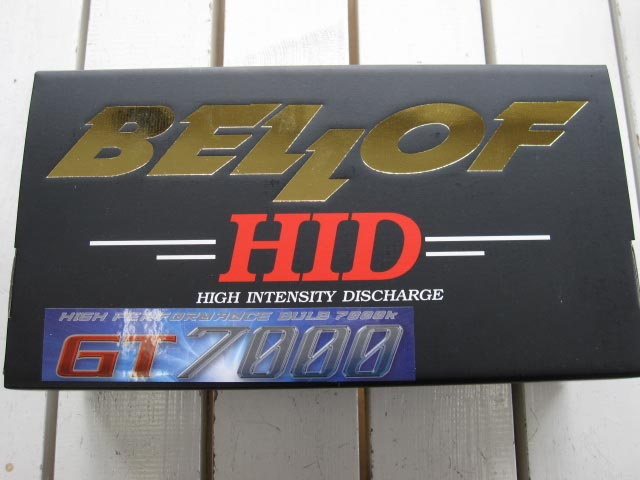 BELLOF
HID
HIGH INTENSITY DISCHARGE
HIGH PERFORMANCE BULB 7000k
GT7000